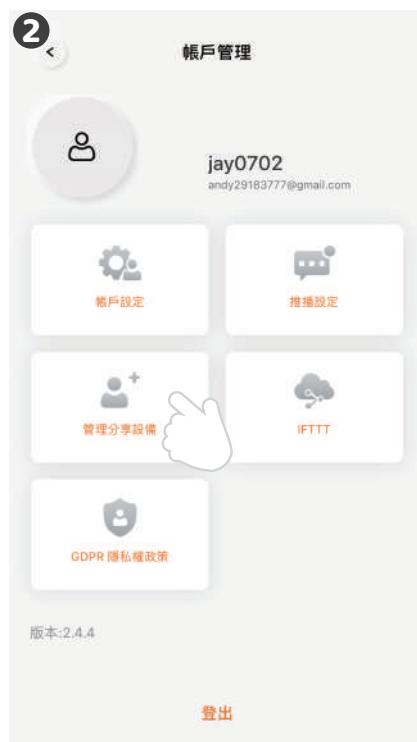 2
帳戶管理
jay0702
andy29183777@gmail.com
帳戶設定
推播設定
管理分享設備
IFTTT
GDPR 隱私權政策
版本:2.4.4
登出